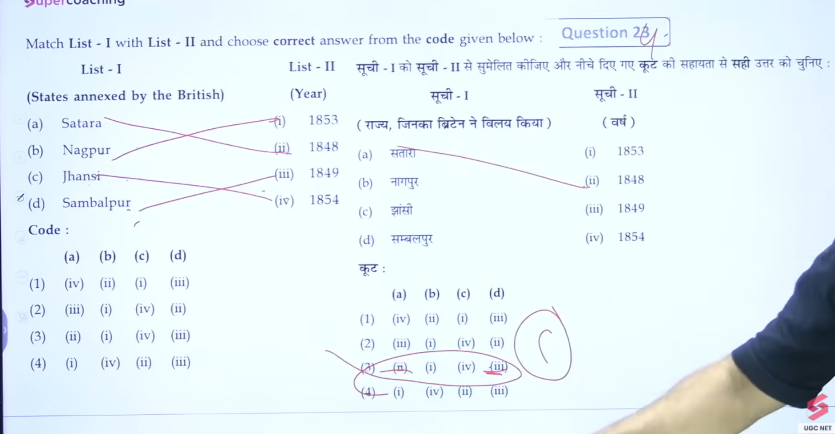 Supercoaching
Question 23
Match List - I with List - II and choose correct answer from the code given below :
List - I
List - II
(States annexed by the British)
(Year)
(a) Satara
(i) 1853
(b) Nagpur
(ii) 1848
(c) Jhansi
(iii) 1849
(d) Sambalpur
(iv) 1854
Code :
(a) (b) (c) (d)
(1) (iv) (ii) (i) (iii)
(2) (iii) (i) (iv) (ii)
(3) (ii) (i) (iv) (iii)
(4) (i) (iv) (ii) (iii)
सूची - I को सूची - II से सुमेलित कीजिए और नीचे दिए गए कूट की सहायता से सही उत्तर को चुनिए :
सूची - I
सूची - II
( राज्य, जिनका ब्रिटेन ने विलय किया )
( वर्ष )
(a) सतारा
(i) 1853
(b) नागपुर
(ii) 1848
(c) झांसी
(iii) 1849
(d) सम्बलपुर
(iv) 1854
कूट :
(a) (b) (c) (d)
(1) (iv) (ii) (i) (iii)
(2) (iii) (i) (iv) (ii)
(3) (ii) (i) (iv) (iii)
(4) (i) (iv) (ii) (iii)
UGC NET